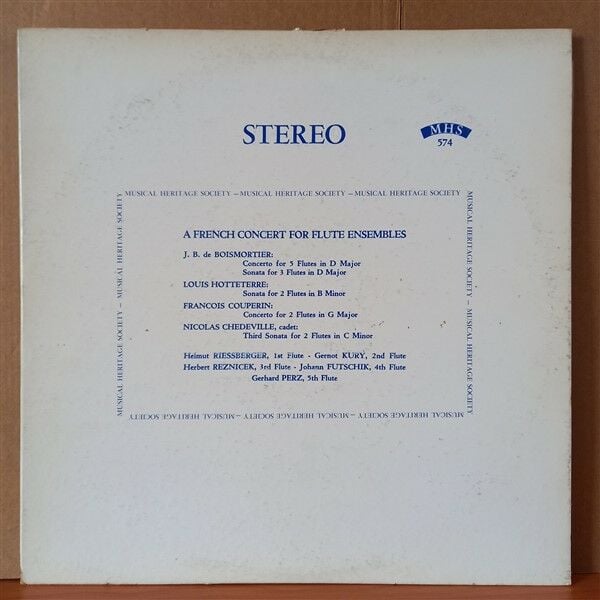 STEREO
MHS
574
MUSICAL HERITAGE SOCIETY — MUSICAL HERITAGE SOCIETY — MUSICAL HERITAGE SOCIETY
MUSICAL HERITAGE SOCIETY — MUSICAL HERITAGE SOCIETY
MUSICAL HERITAGE SOCIETY — MUSICAL HERITAGE SOCIETY
A FRENCH CONCERT FOR FLUTE ENSEMBLES
J. B. de BOISMORTIER:
Concerto for 5 Flutes in D Major
Sonata for 3 Flutes in D Major
LOUIS HOTTETERRE:
Sonata for 2 Flutes in B Minor
FRANCOIS COUPERIN:
Concerto for 2 Flutes in G Major
NICOLAS CHEDEVILLE, cadet:
Third Sonata for 2 Flutes in C Minor
Helmut RIESSBERGER, 1st Flute - Gernot KURY, 2nd Flute
Herbert REZNICEK, 3rd Flute - Johann FUTSCHIK, 4th Flute
Gerhard PERZ, 5th Flute
MUSICAL HERITAGE SOCIETY — MUSICAL HERITAGE SOCIETY — MUSICAL HERITAGE SOCIETY